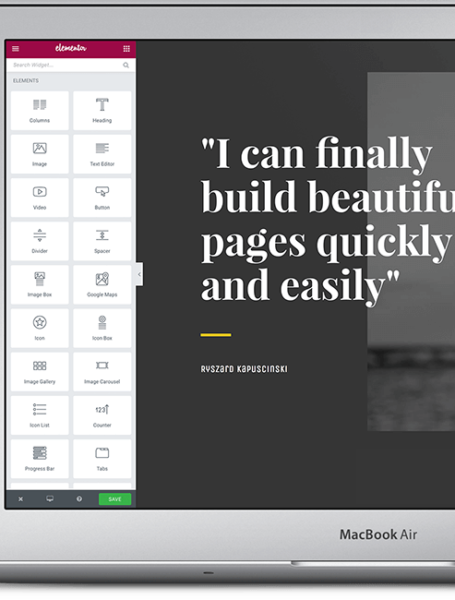 elementor
Search Widget...
ELEMENTS
Columns
Heading
Image
Text Editor
Video
Button
Divider
Spacer
Image Box
Google Maps
Icon
Icon Box
Image Gallery
Image Carousel
Icon List
123
Counter
Progress Bar
Tabs
SAVE
"I can finally
build beautifu
pages quickly
and easily"
Ryszard Kapuscinski
MacBook Air